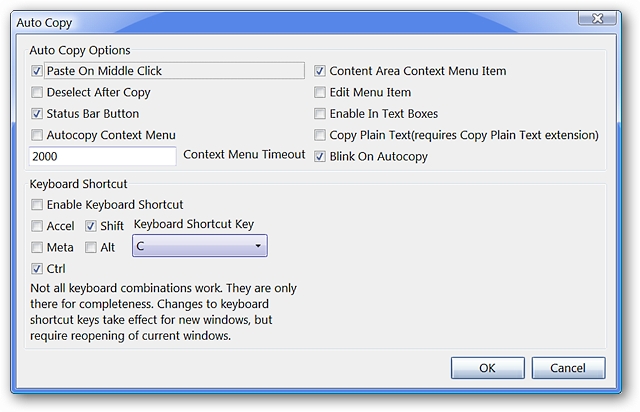 Auto Copy
Auto Copy Options
Paste On Middle Click
Content Area Context Menu Item
Deselect After Copy
Edit Menu Item
Status Bar Button
Enable In Text Boxes
Autocopy Context Menu
Copy Plain Text(requires Copy Plain Text extension)
2000 Context Menu Timeout
Blink On Autocopy
Keyboard Shortcut
Enable Keyboard Shortcut
Accel Shift Keyboard Shortcut Key
Meta Alt C
Ctrl
Not all keyboard combinations work. They are only
there for completeness. Changes to keyboard
shortcut keys take effect for new windows, but
require reopening of current windows.
OK Cancel